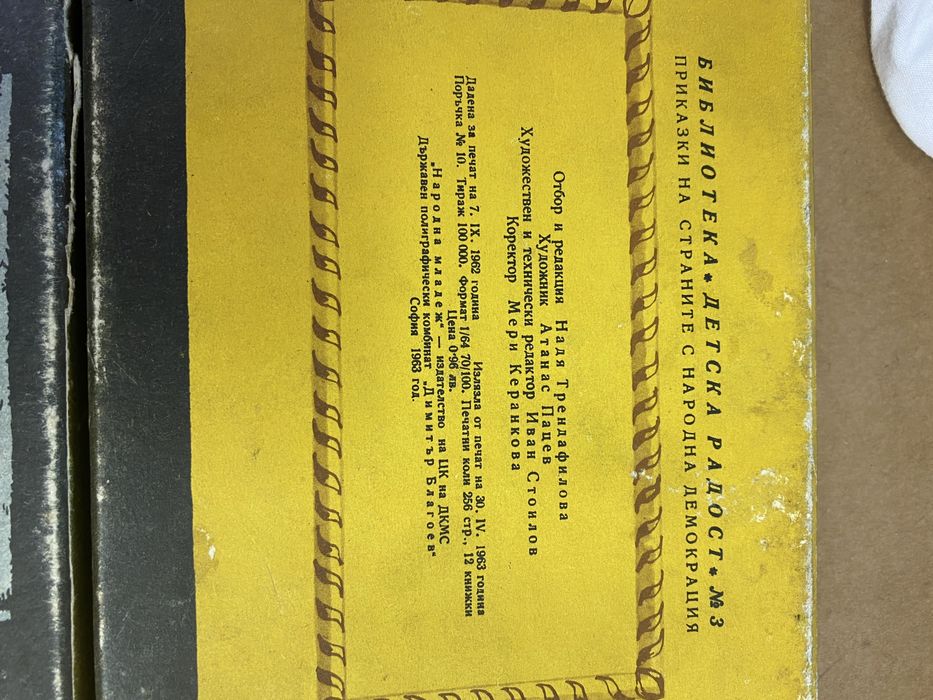 БИБЛИОТЕКА * ДЕТСКА РАДОСТ * № 3
ПРИКАЗКИ НА СТРАНИТЕ С НАРОДНА ДЕМОКРАЦИЯ
Отбор и редакция Надя Трендафилова
Художник Атанас Пацев
Художествен и технически редактор Иван Стоилов
Коректор Мери Керанкова
Дадена за печат на 7. IX. 1962 година Излязла от печат на 30. IV. 1963 година
Поръчка № 10. Тираж 100 000. Формат 1/64 70/100. Печатни коли 256 стр., 12 книжки
Цена 0·96 лв.
„Народна младеж“ — издателство на ЦК на ДКМС
Държавен полиграфически комбинат „Димитър Благоев“
София 1963 год.